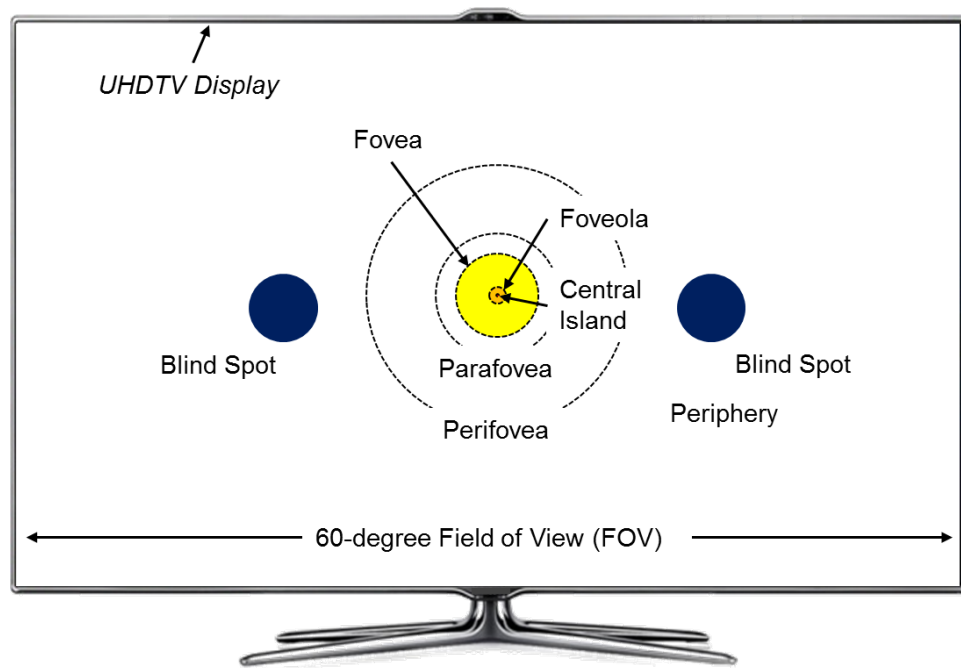 UHDTV Display
Fovea
Foveola
Central
Island
Blind Spot
Parafovea
Blind Spot
Periphery
Perifovea
60-degree Field of View (FOV)